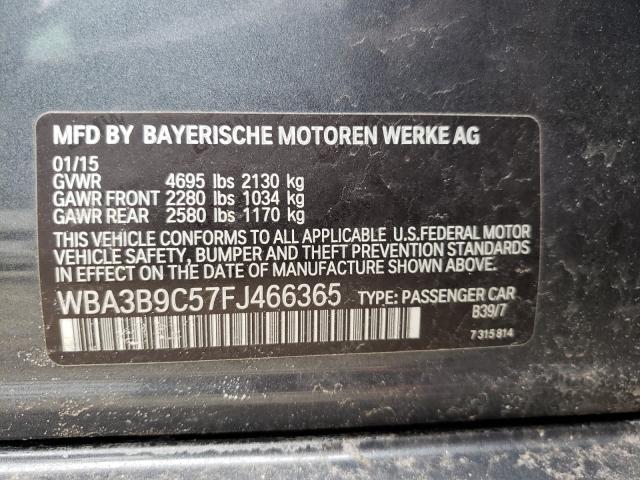 MFD BY BAYERISCHE MOTOREN WERKE AG
01/15
GVWR 4695 lbs 2130 kg
GAWR FRONT 2280 lbs 1034 kg
GAWR REAR 2580 lbs 1170 kg
THIS VEHICLE CONFORMS TO ALL APPLICABLE U.S.FEDERAL MOTOR
VEHICLE SAFETY, BUMPER AND THEFT PREVENTION STANDARDS
IN EFFECT ON THE DATE OF MANUFACTURE SHOWN ABOVE.
WBA3B9C57FJ466365 TYPE: PASSENGER CAR
B39/7
7 315 814